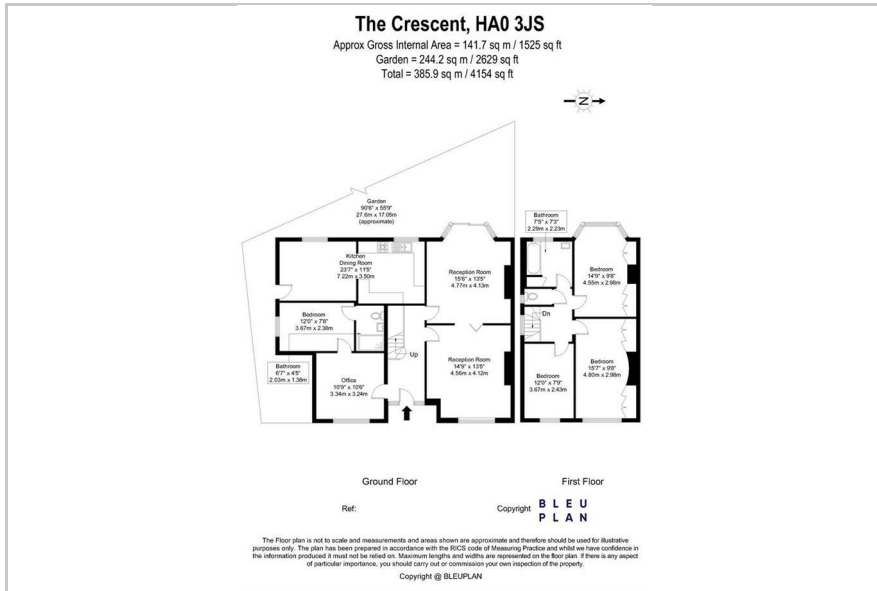 The Crescent, HA0 3JS
Approx Gross Internal Area = 141.7 sq m / 1525 sq ft
Garden = 244.2 sq m / 2629 sq ft
Total = 385.9 sq m / 4154 sq ft
N
Garden
90'6" x 55'9"
27.6m x 17.05m
(approximate)
Kitchen
Dining Room
23'7" x 11'5"
7.22m x 3.50m
Reception Room
15'6" x 13'5"
4.77m x 4.13m
Bedroom
12'0" x 7'8"
3.67m x 2.38m
Bathroom
6'7" x 4'5"
2.03m x 1.38m
Office
10'9" x 10'6"
3.34m x 3.24m
Up
Reception Room
14'9" x 13'5"
4.56m x 4.12m
Bathroom
7'5" x 7'3"
2.29m x 2.23m
Bedroom
14'9" x 9'8"
4.55m x 2.98m
Dn
Bedroom
12'0" x 7'9"
3.67m x 2.43m
Bedroom
15'7" x 9'8"
4.80m x 2.98m
Ground Floor
First Floor
Ref:
Copyright
BLEU
PLAN
The Floor plan is not to scale and measurements and areas shown are approximate and therefore should be used for illustrative
purposes only. The plan has been prepared in accordance with the RICS code of Measuring Practice and whilst we have confidence in
the information produced it must not be relied on. Maximum lengths and widths are represented on the floor plan. If there is any aspect
of particular importance, you should carry out or commission your own inspection of the property.
Copyright @ BLEUPLAN